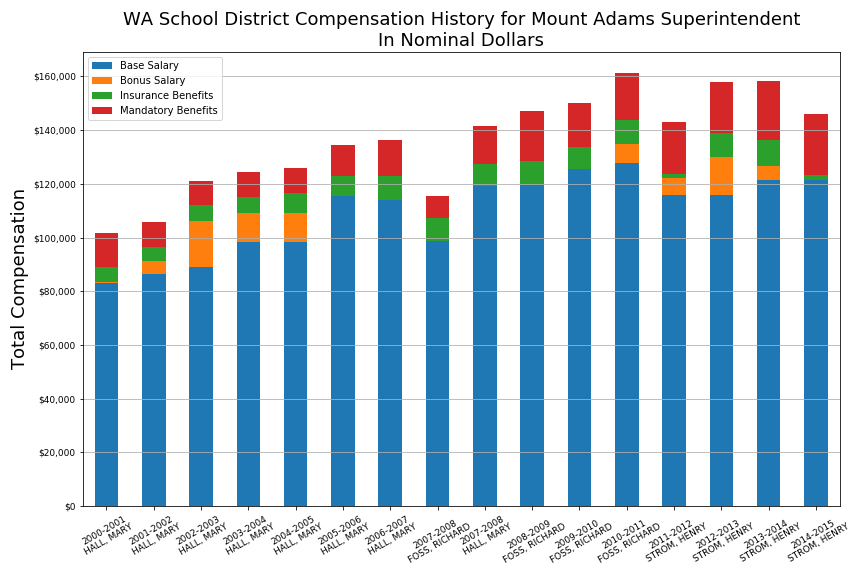 WA School District Compensation History for Mount Adams Superintendent
In Nominal Dollars
Base Salary
Bonus Salary
Insurance Benefits
Mandatory Benefits
Total Compensation
$160,000
$140,000
$120,000
$100,000
$80,000
$60,000
$40,000
$20,000
$0
2000-2001
HALL, MARY
2001-2002
HALL, MARY
2002-2003
HALL, MARY
2003-2004
HALL, MARY
2004-2005
HALL, MARY
2005-2006
HALL, MARY
2006-2007
HALL, MARY
2007-2008
FOSS, RICHARD
2007-2008
HALL, MARY
2008-2009
FOSS, RICHARD
2009-2010
FOSS, RICHARD
2010-2011
FOSS, RICHARD
2011-2012
STROM, HENRY
2012-2013
STROM, HENRY
2013-2014
STROM, HENRY
2014-2015
STROM, HENRY